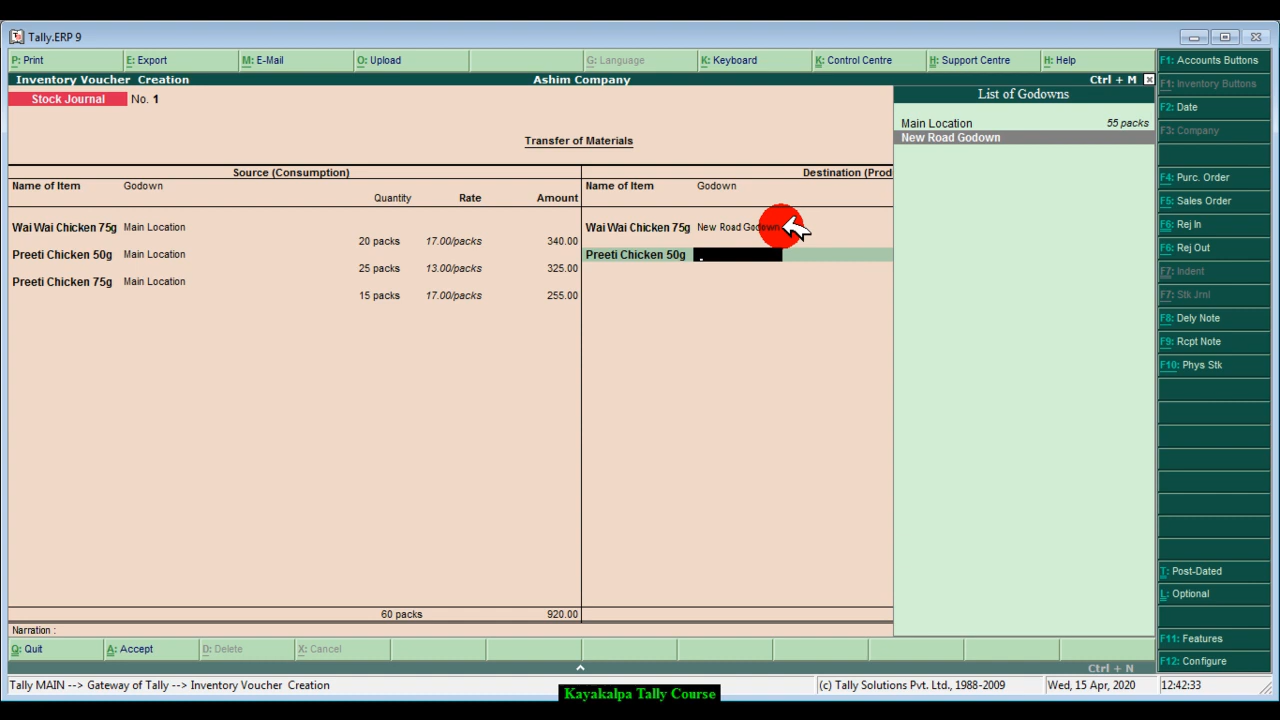 Tally.ERP 9
P: Print E: Export M: E-Mail O: Upload G: Language K: Keyboard K: Control Centre H: Support Centre H: Help
Inventory Voucher Creation Ashim Company Ctrl + M
Stock Journal No. 1
Transfer of Materials
Source (Consumption) Destination (Prod
Name of Item Godown Name of Item Godown
Quantity Rate Amount
Wai Wai Chicken 75g Main Location Wai Wai Chicken 75g New Road Godown
20 packs 17.00/packs 340.00
Preeti Chicken 50g Main Location Preeti Chicken 50g
25 packs 13.00/packs 325.00
Preeti Chicken 75g Main Location
15 packs 17.00/packs 255.00
60 packs 920.00
Narration :
List of Godowns
Main Location 55 packs
New Road Godown
F1: Accounts Buttons
F1: Inventory Buttons
F2: Date
F3: Company
F4: Purc. Order
F5: Sales Order
F6: Rej In
F6: Rej Out
F7: Indent
F7: Stk Jrnl
F8: Dely Note
F9: Rcpt Note
F10: Phys Stk
T: Post-Dated
L: Optional
F11: Features
F12: Configure
Q: Quit A: Accept D: Delete X: Cancel
Ctrl + N
Tally MAIN --> Gateway of Tally --> Inventory Voucher Creation (c) Tally Solutions Pvt. Ltd., 1988-2009 Wed, 15 Apr, 2020 12:42:33
Kayakalpa Tally Course